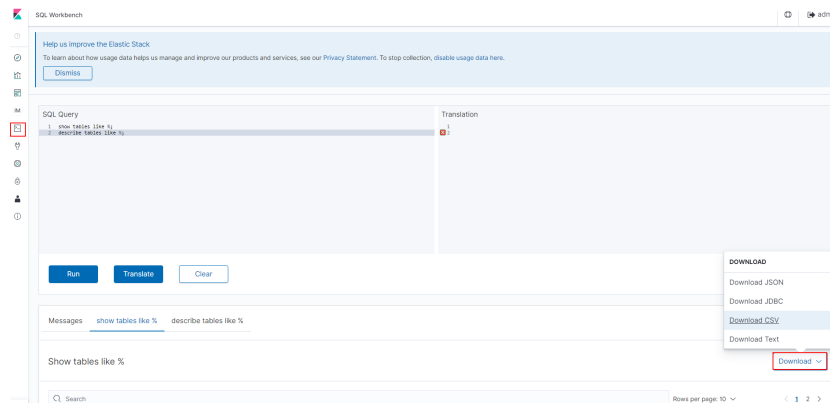 SQL Workbench
adm
Help us improve the Elastic Stack
To learn about how usage data helps us manage and improve our products and services, see our Privacy Statement. To stop collection, disable usage data here.
Dismiss
IM
SQL Query
Translation
1 show tables like %;
2 describe tables like %;
1
2
Run
Translate
Clear
DOWNLOAD
Download JSON
Download JDBC
Download CSV
Download Text
Messages
show tables like %
describe tables like %
Show tables like %
Download
Search
Rows per page: 10
< 1 2 >